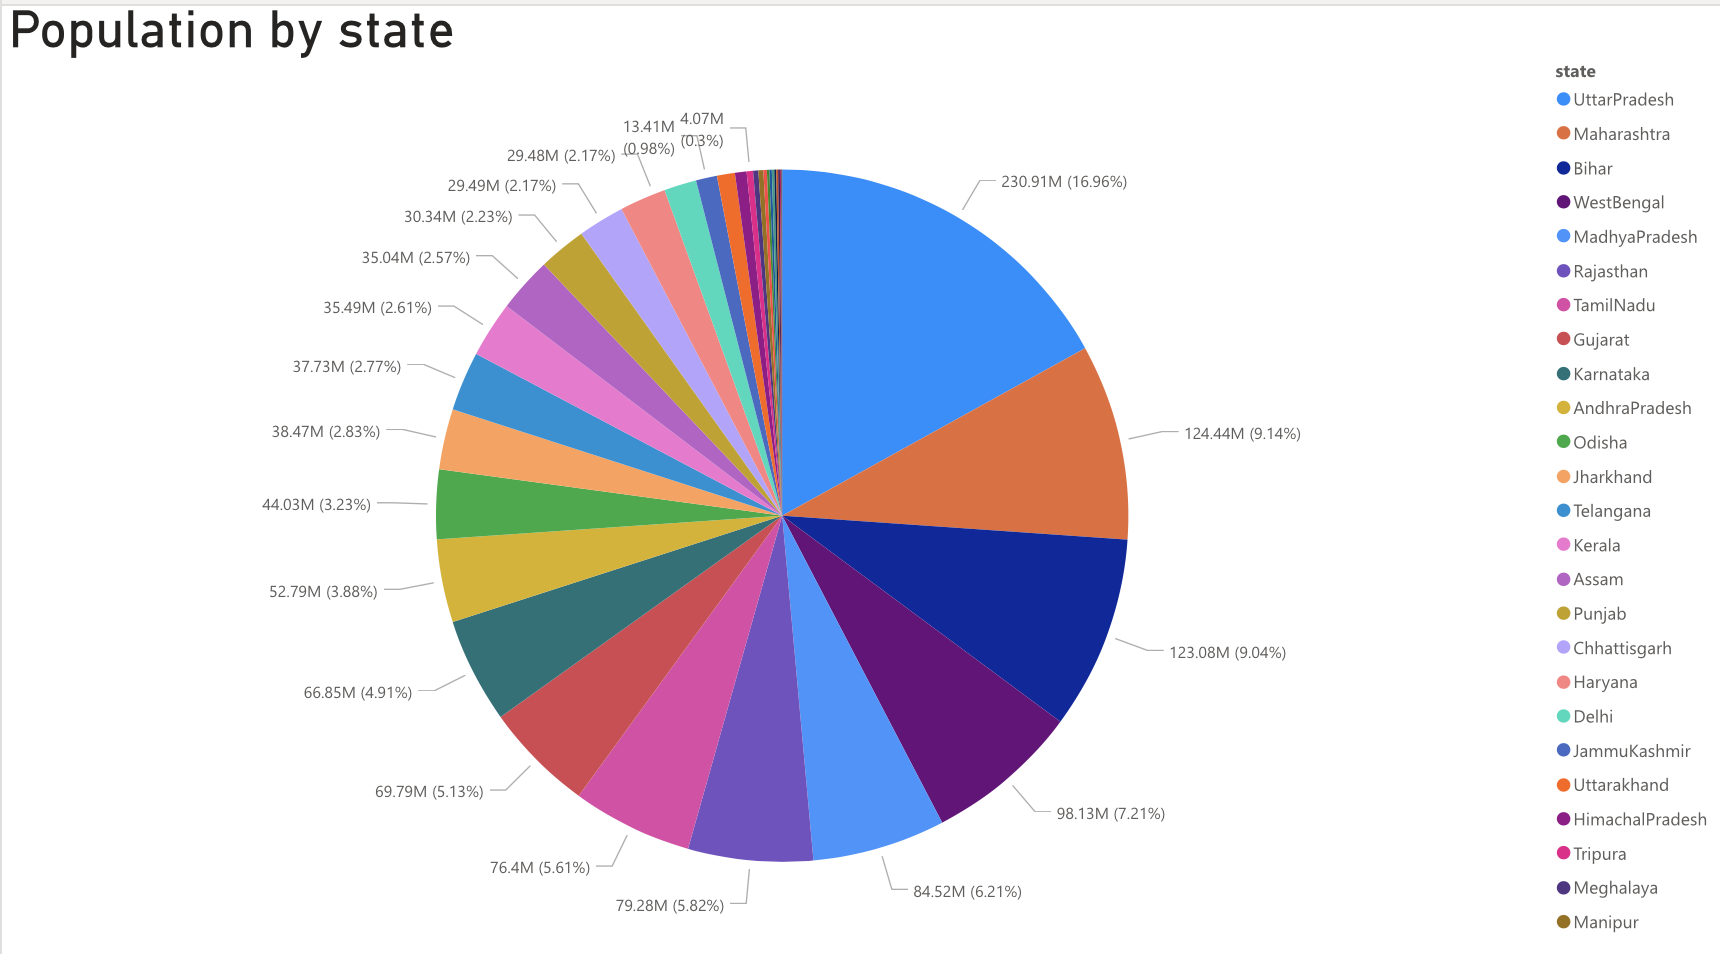 Population by state
230.91M (16.96%)
124.44M (9.14%)
123.08M (9.04%)
98.13M (7.21%)
84.52M (6.21%)
79.28M (5.82%)
76.4M (5.61%)
69.79M (5.13%)
66.85M (4.91%)
52.79M (3.88%)
44.03M (3.23%)
38.47M (2.83%)
37.73M (2.77%)
35.49M (2.61%)
35.04M (2.57%)
30.34M (2.23%)
29.49M (2.17%)
29.48M (2.17%)
13.41M
(0.98%)
4.07M
(0.3%)
state
UttarPradesh
Maharashtra
Bihar
WestBengal
MadhyaPradesh
Rajasthan
TamilNadu
Gujarat
Karnataka
AndhraPradesh
Odisha
Jharkhand
Telangana
Kerala
Assam
Punjab
Chhattisgarh
Haryana
Delhi
JammuKashmir
Uttarakhand
HimachalPradesh
Tripura
Meghalaya
Manipur